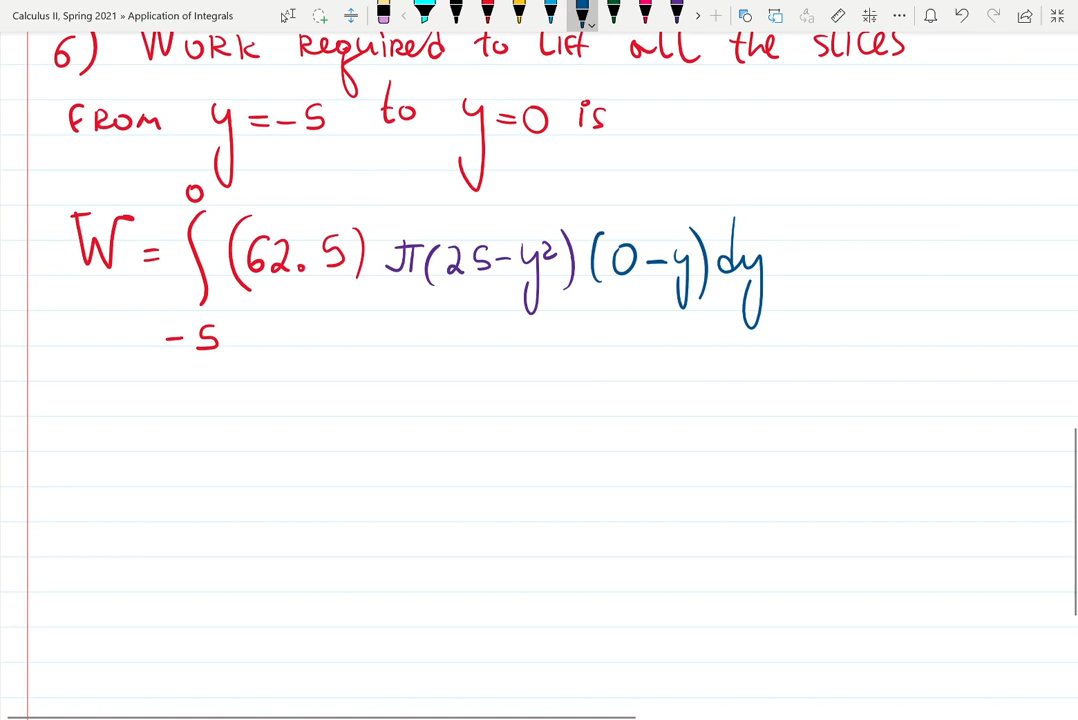 Calculus II, Spring 2021 » Application of Integrals
6) Work required to lift all the slices
from y=-5 to y=0 is
W = ∫_{-5}^{0} (62.5) π(25-y²)(0-y)dy